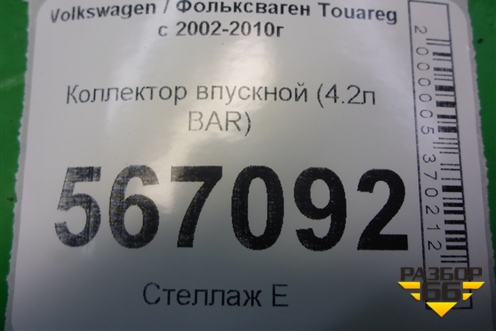 Volkswagen / Фольксваген Touareg
с 2002-2010г
Коллектор впускной (4.2л
BAR)
567092
Стеллаж Е
2000005370212
РАЗБОР
66